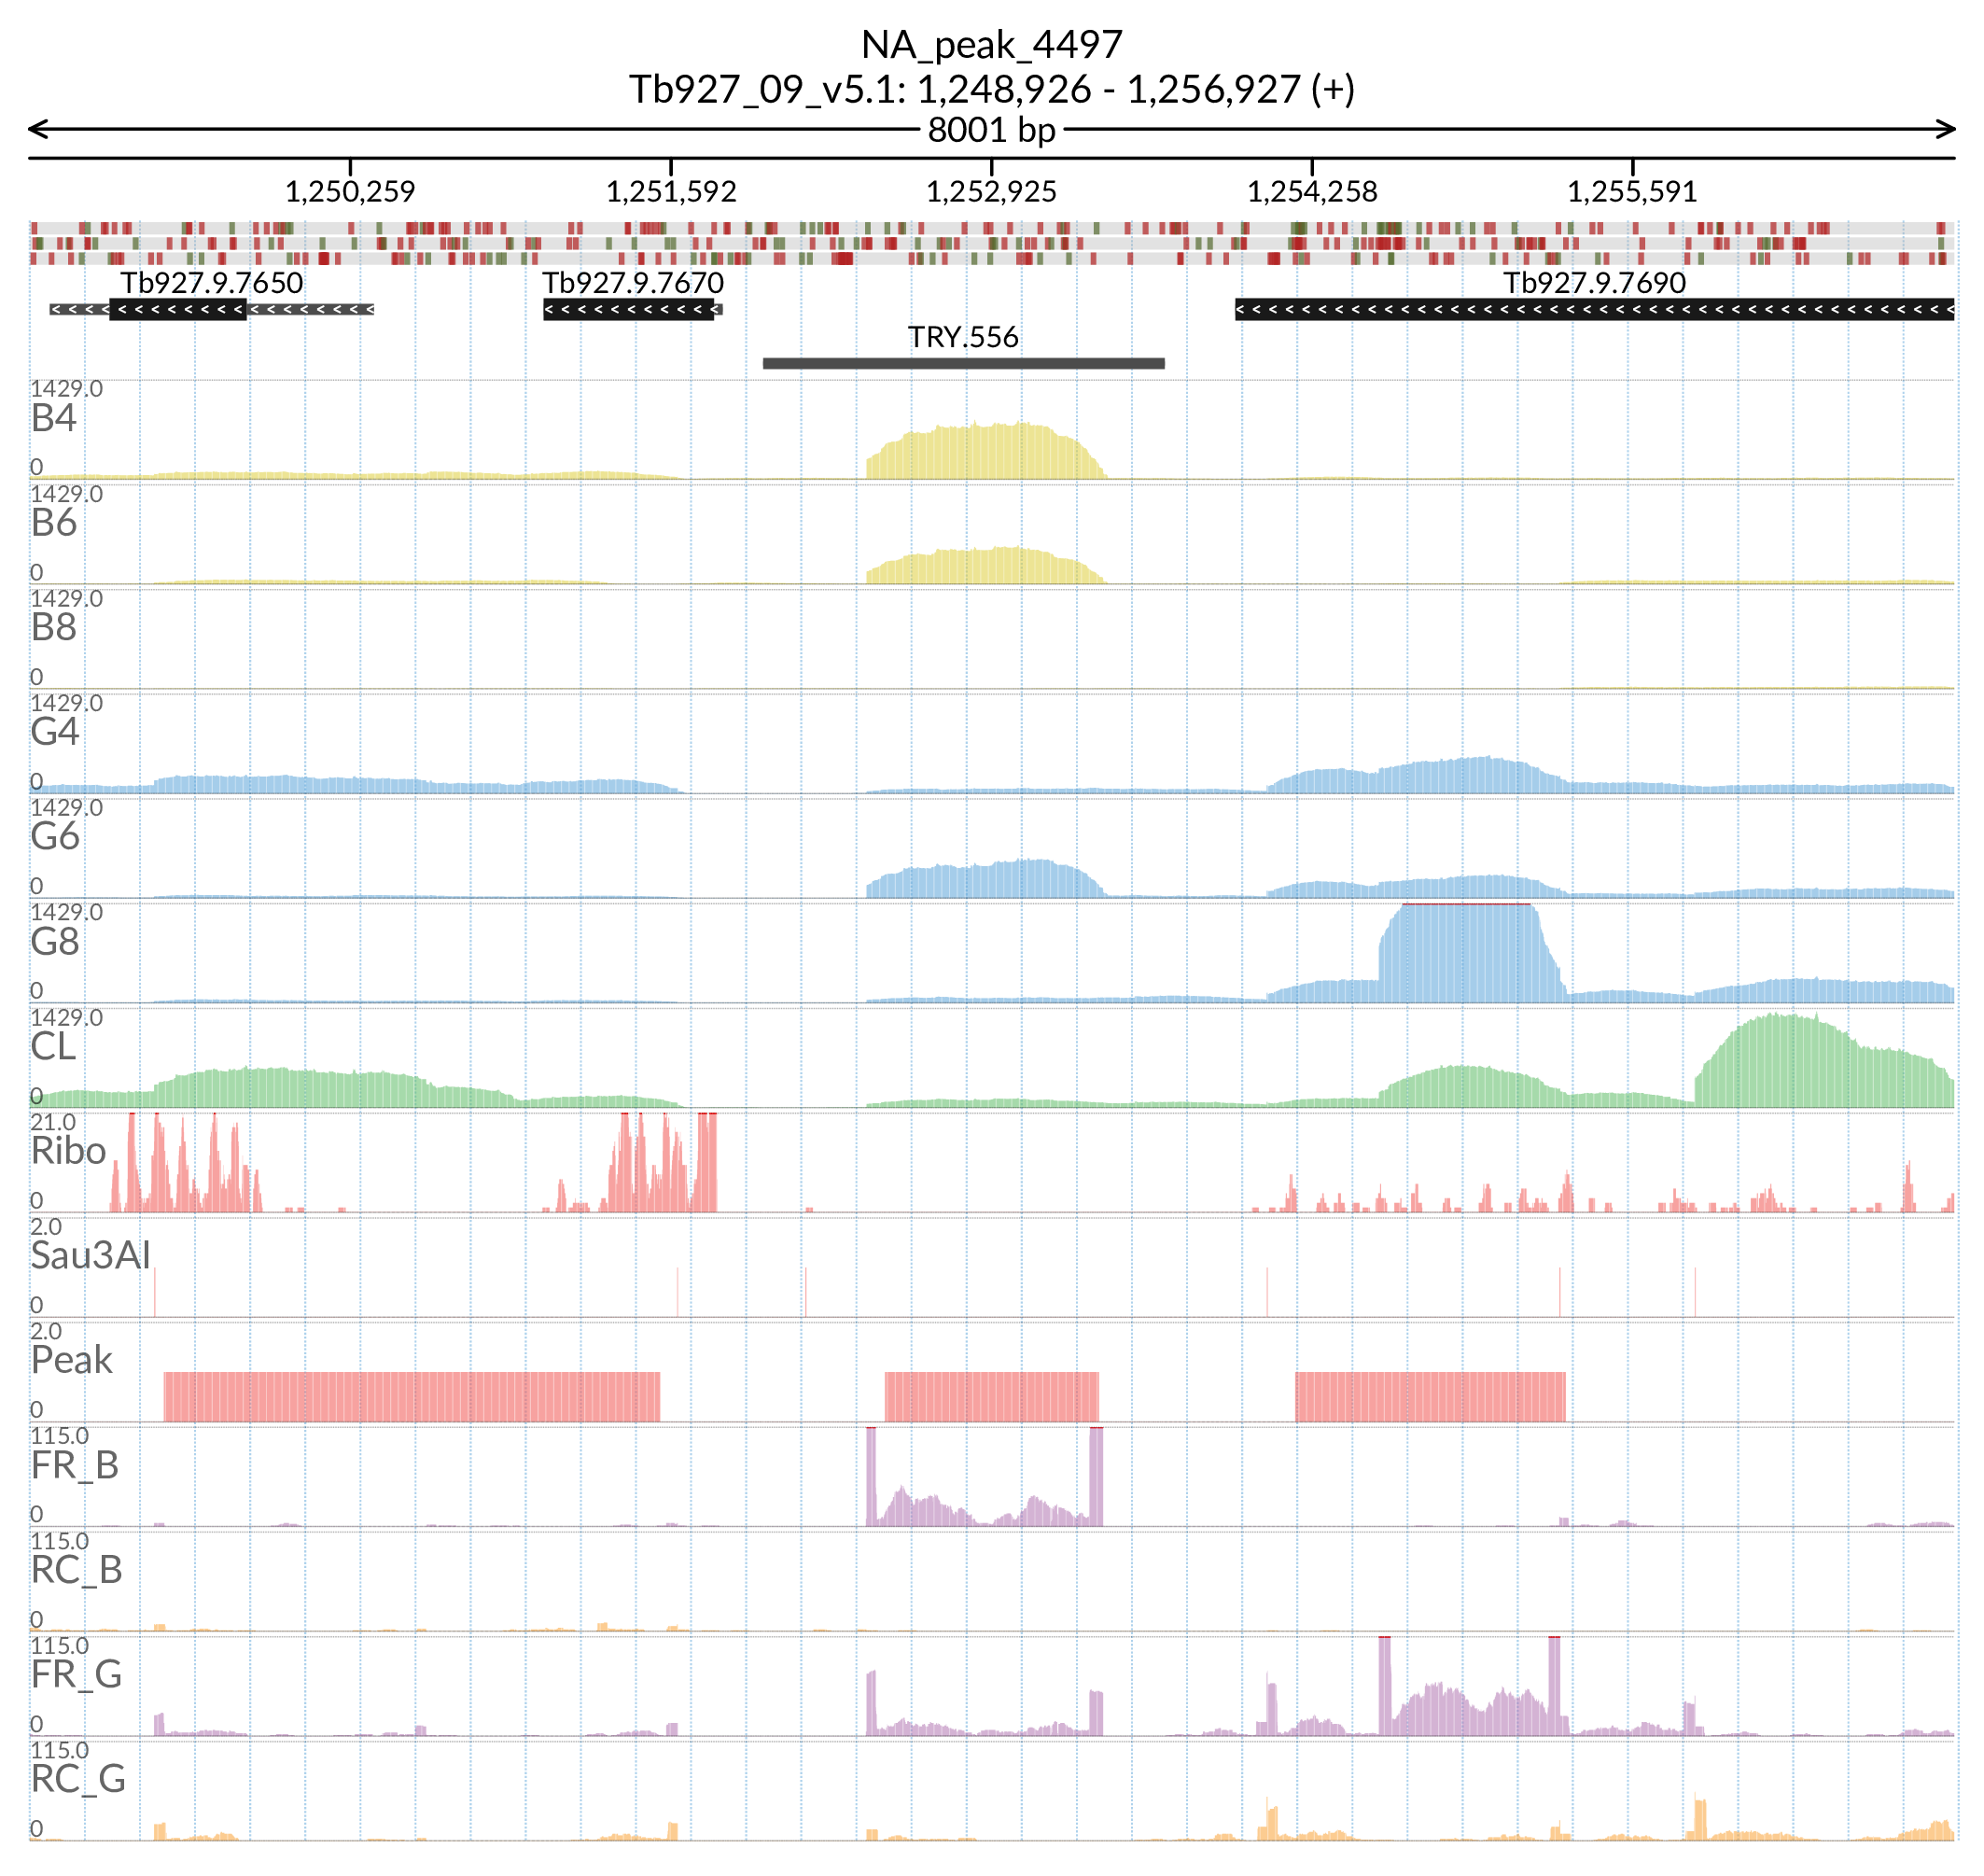 NA_peak_4497
Tb927_09_v5.1: 1,248,926 - 1,256,927 (+)
8001 bp
1,250,259 1,251,592 1,252,925 1,254,258 1,255,591
Tb927.9.7650 Tb927.9.7670 Tb927.9.7690
TRY.556
1429.0
B4
0
1429.0
B6
0
1429.0
B8
0
1429.0
G4
0
1429.0
G6
0
1429.0
G8
0
1429.0
CL
0
21.0
Ribo
0
2.0
Sau3AI
0
2.0
Peak
0
115.0
FR_B
0
115.0
RC_B
0
115.0
FR_G
0
115.0
RC_G
0